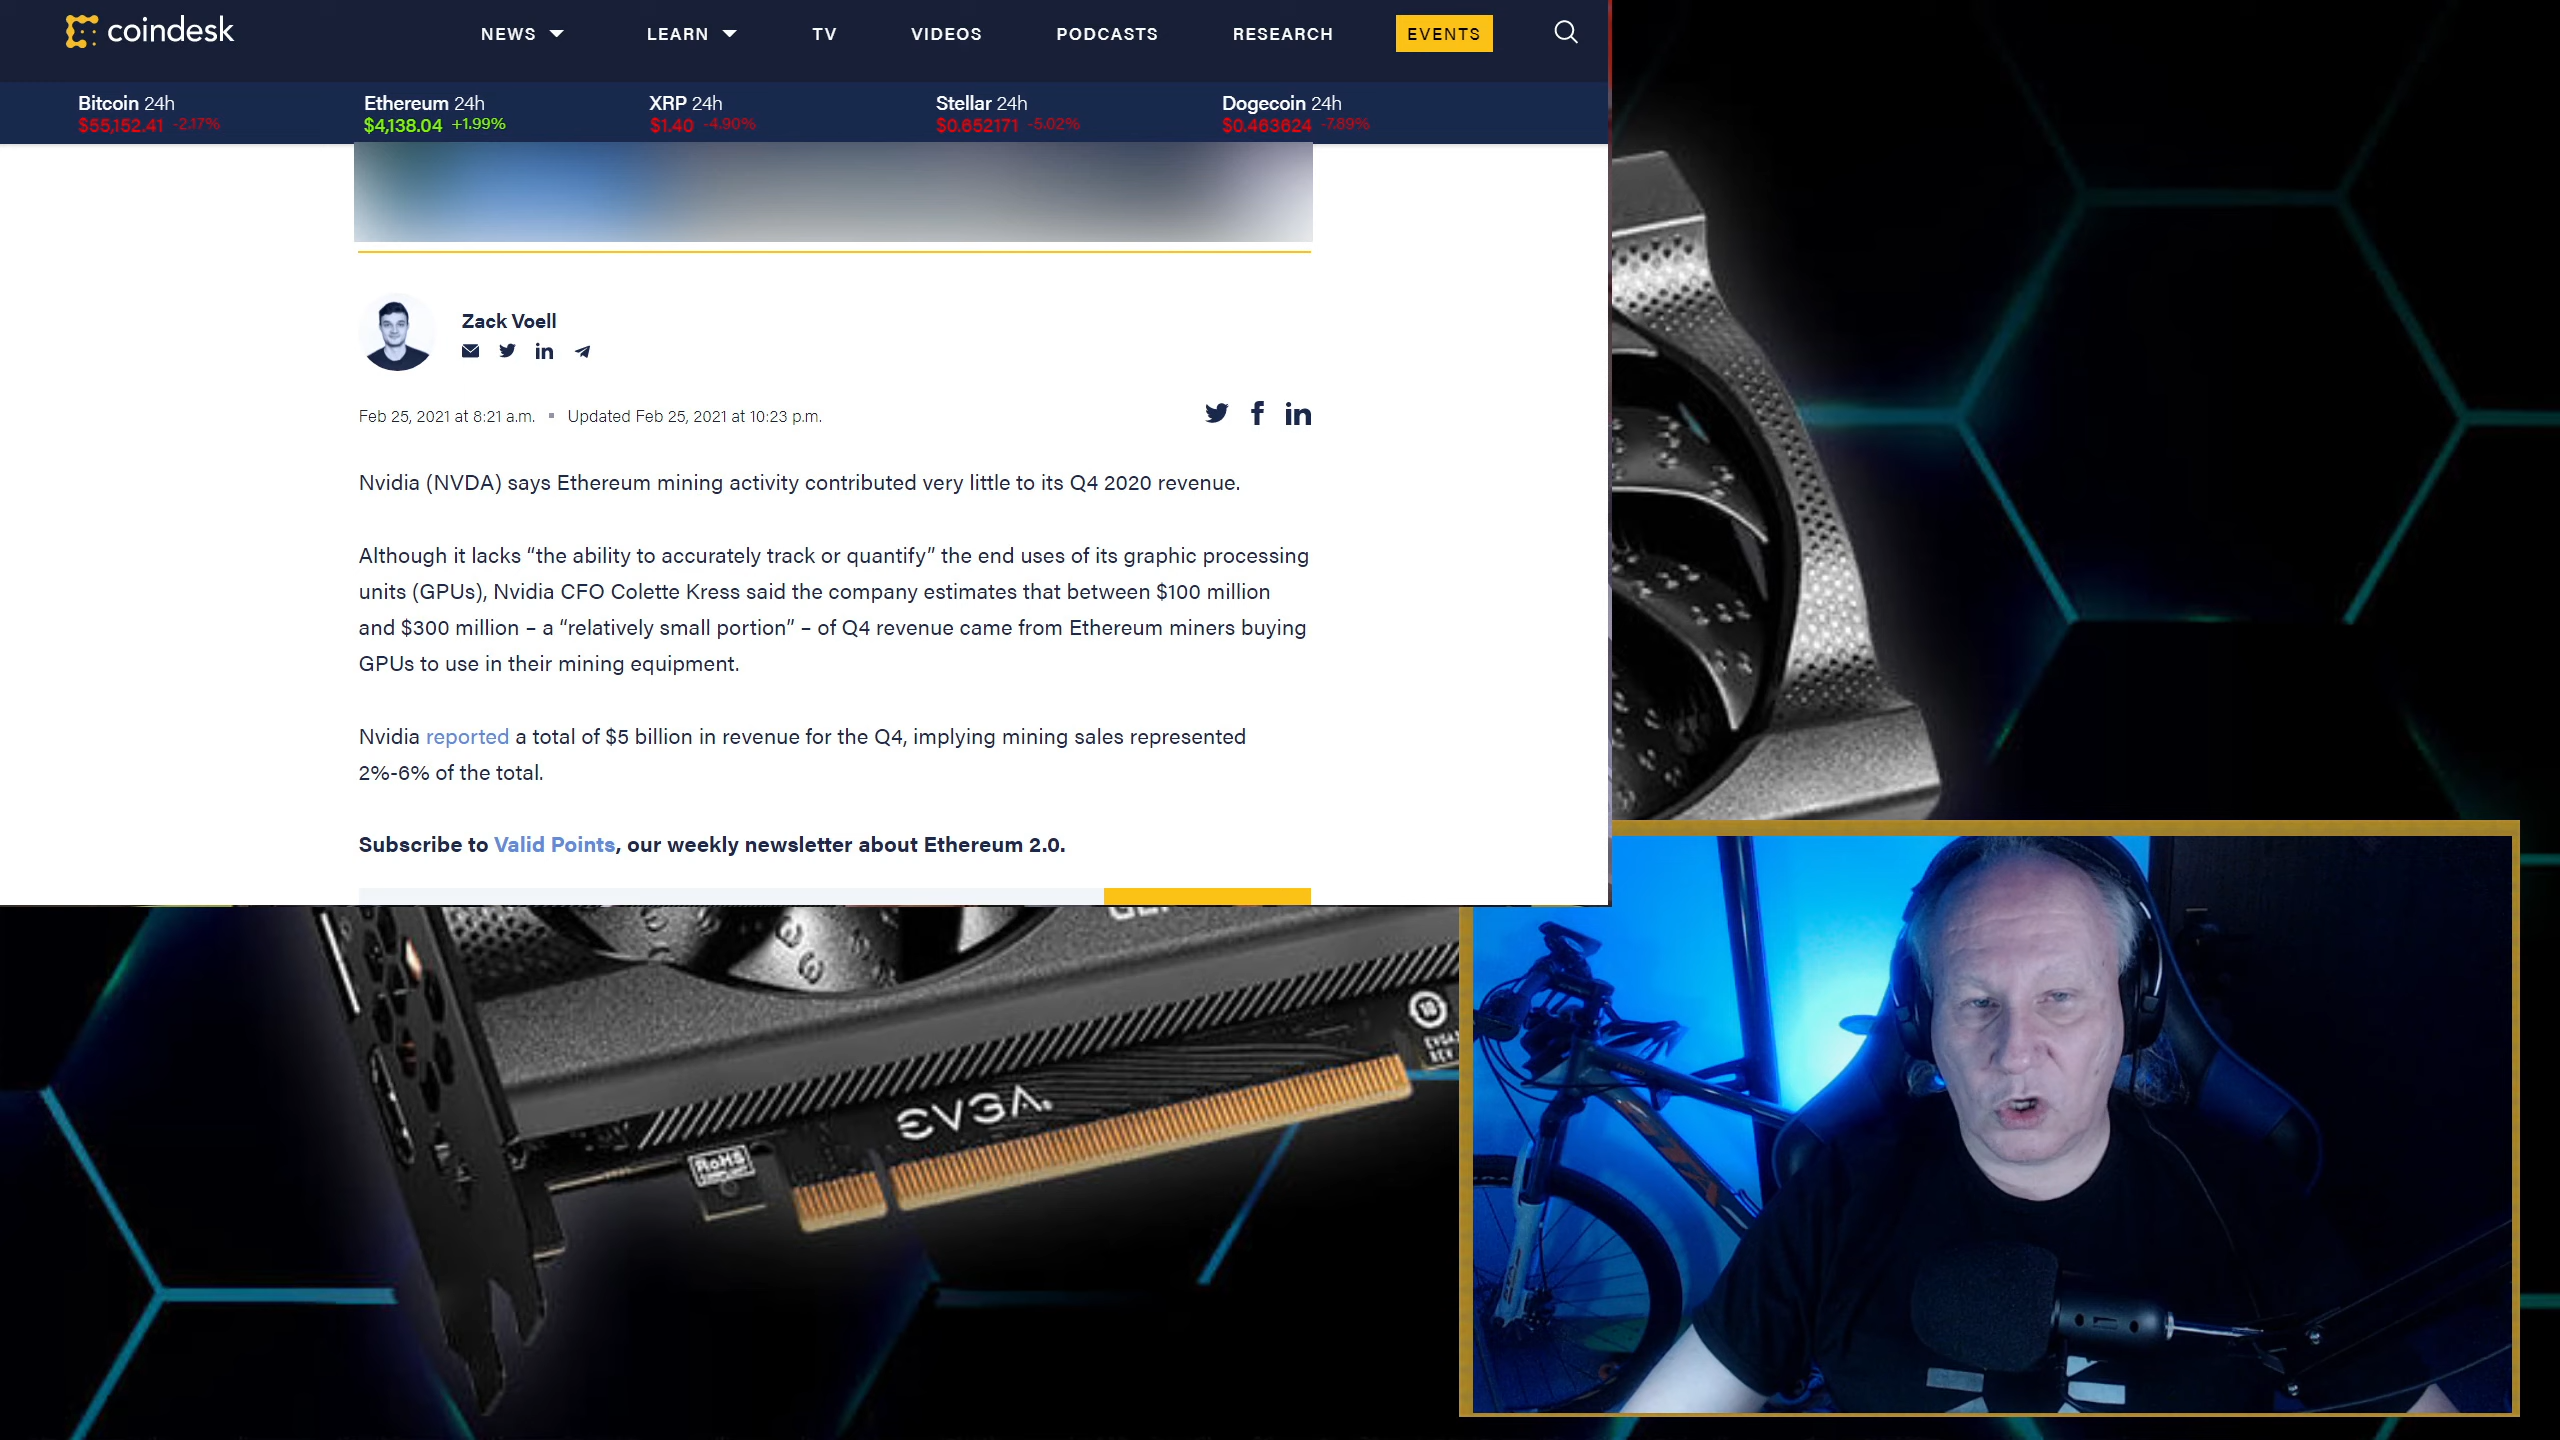 coindesk
NEWS LEARN TV VIDEOS PODCASTS RESEARCH EVENTS
Bitcoin 24h Ethereum 24h XRP 24h Stellar 24h Dogecoin 24h
$55,152.41 -2.17% $4,138.04 +1.99% $1.40 -4.90% $0.652171 -5.02% $0.463624 -7.89%
Zack Voell
Feb 25, 2021 at 8:21 a.m. ▪ Updated Feb 25, 2021 at 10:23 p.m.
Nvidia (NVDA) says Ethereum mining activity contributed very little to its Q4 2020 revenue.
Although it lacks “the ability to accurately track or quantify” the end uses of its graphic processing
units (GPUs), Nvidia CFO Colette Kress said the company estimates that between $100 million
and $300 million – a “relatively small portion” – of Q4 revenue came from Ethereum miners buying
GPUs to use in their mining equipment.
Nvidia reported a total of $5 billion in revenue for the Q4, implying mining sales represented
2%-6% of the total.
Subscribe to Valid Points, our weekly newsletter about Ethereum 2.0.
EVGA
RoHS